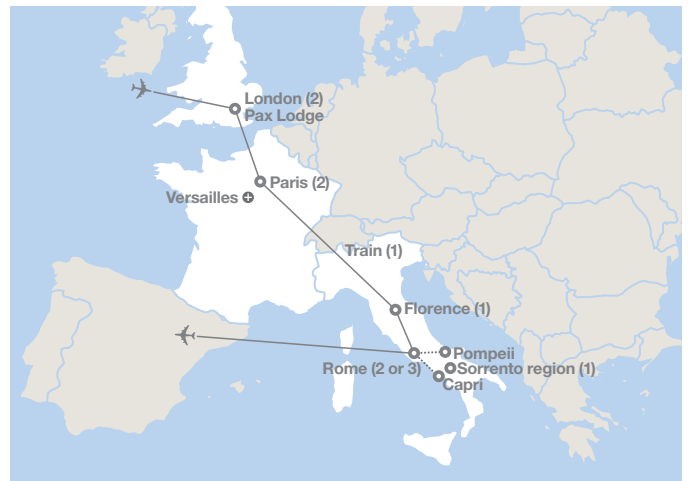 London (2)
Pax Lodge
Paris (2)
Versailles
Train (1)
Florence (1)
Pompeii
Rome (2 or 3)
Sorrento region (1)
Capri